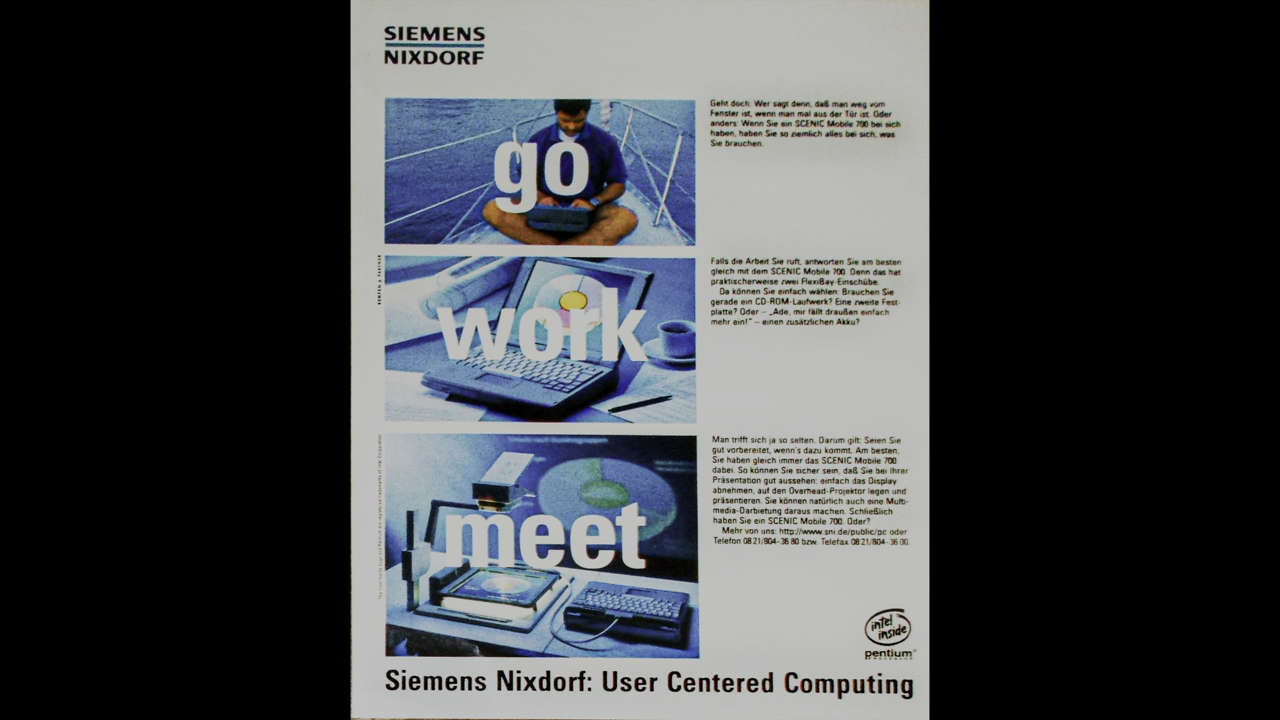 SIEMENS
NIXDORF
go
Geht doch: Wer sagt denn, daß man weg vom
Fenster ist, wenn man mal aus der Tür ist. Oder
anders: Wenn Sie ein SCENIC Mobile 700 bei sich
haben, haben Sie so ziemlich alles bei sich, was
Sie brauchen.
work
Falls die Arbeit Sie ruft, antworten Sie am besten
gleich mit dem SCENIC Mobile 700. Denn das hat
praktischerweise zwei FlexiBay-Einschübe.
Da können Sie einfach wählen: Brauchen Sie
gerade ein CD-ROM-Laufwerk? Eine zweite Fest-
platte? Oder – „Ade, mir fällt draußen einfach
mehr ein!“ – einen zusätzlichen Akku?
meet
Man trifft sich ja so selten. Darum gilt: Seien Sie
gut vorbereitet, wenn's dazu kommt. Am besten,
Sie haben gleich immer das SCENIC Mobile 700
dabei. So können Sie sicher sein, daß Sie bei Ihrer
Präsentation gut aussehen: einfach das Display
abnehmen, auf den Overhead-Projektor legen und
präsentieren. Sie können natürlich auch eine Multi-
media-Darbietung daraus machen. Schließlich
haben Sie ein SCENIC Mobile 700. Oder?
Mehr von uns: http://www.sni.de/public/pc oder
Telefon 08 21/804-36 80 bzw. Telefax 08 21/804-36 00.
intel
inside
pentium®
Siemens Nixdorf: User Centered Computing